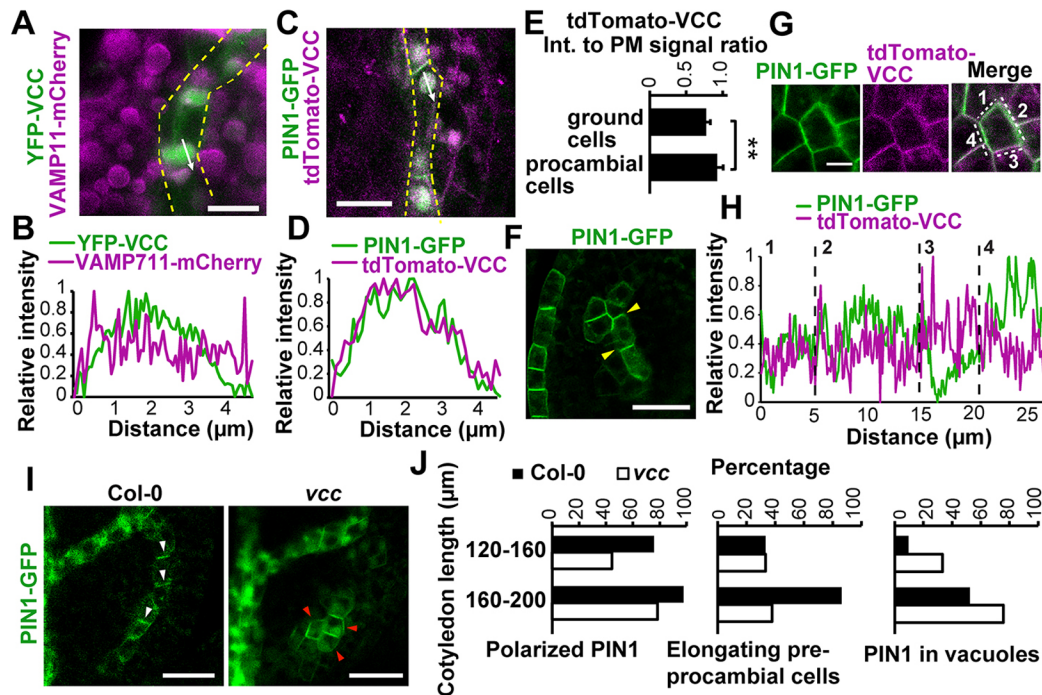 A
YFP-VCC
VAMP11-mCherry
B
YFP-VCC
VAMP711-mCherry
Relative intensity
1
0.8
0.6
0.4
0.2
0
0 1 2 3 4
Distance (µm)
C
PIN1-GFP
tdTomato-VCC
D
PIN1-GFP
tdTomato-VCC
Relative intensity
1
0.8
0.6
0.4
0.2
0
0 1 2 3 4
Distance (µm)
E
tdTomato-VCC
Int. to PM signal ratio
0 0.5 1.0
ground
cells
procambial
cells
**
F
PIN1-GFP
G
PIN1-GFP
tdTomato-
VCC
Merge
1
2
3
4
H
PIN1-GFP
tdTomato-VCC
Relative intensity
1
0.8
0.6
0.4
0.2
0
1 2 3 4
0 5 10 15 20 25
Distance (µm)
I
Col-0
vcc
PIN1-GFP
J
Col-0 vcc
Percentage
Cotyledon length (µm)
0 20 40 60 80 100
0 20 40 60 80 100
0 20 40 60 80 100
120-160
160-200
Polarized PIN1
Elongating pre-
procambial cells
PIN1 in vacuoles